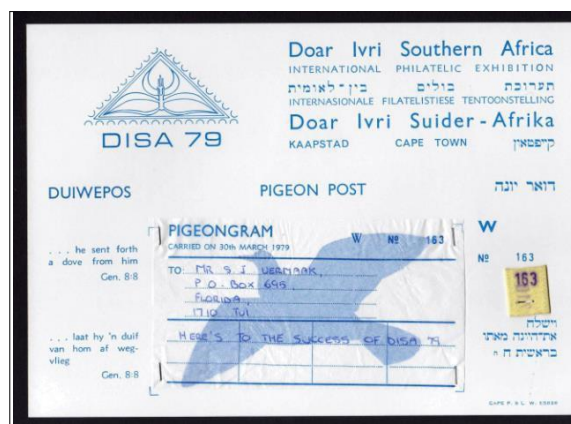 Doar Ivri Southern Africa
INTERNATIONAL PHILATELIC EXHIBITION
תערוכת בולים בין-לאומית
INTERNASIONALE FILATELISTIESE TENTOONSTELLING
Doar Ivri Suider-Afrika
KAAPSTAD CAPE TOWN קייפטאון
DISA 79
DUIWEPOS PIGEON POST דואר יונה
. . . he sent forth
a dove from him
Gen. 8:8
. . . laat hy 'n duif
van hom af weg-
vlieg
Gen. 8:8
PIGEONGRAM
CARRIED ON 30th MARCH 1979 W № 163
TO: MR S J VERMAAK,
P O. BOX 695,
FLORIDA,
1710 TVL
HERE'S TO THE SUCCESS OF DISA 79
W
№ 163
163
וישלח
את-היונה מאתו
בראשית ח 8
CAPE P. & L. W.